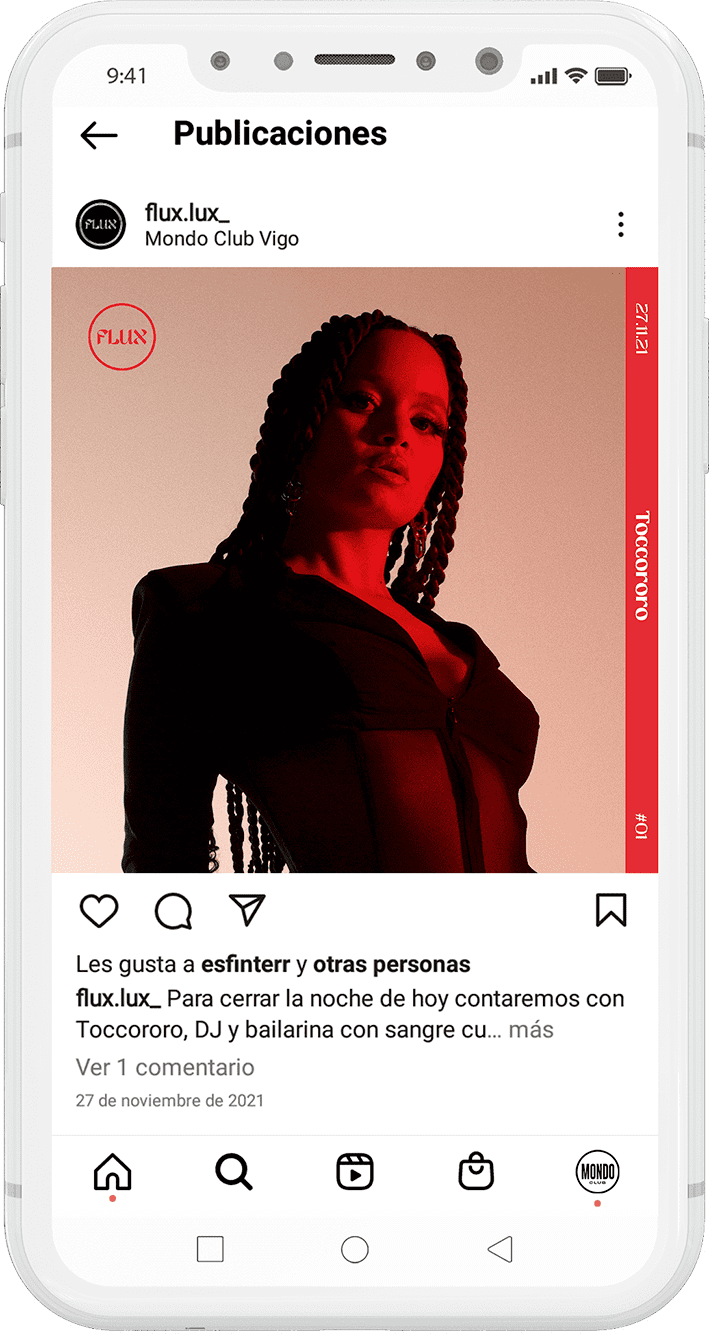 9:41
Publicaciones
FLUX
flux.lux_
Mondo Club Vigo
FLUX
27.11.21
Toccororo
#01
Les gusta a esfinterr y otras personas
flux.lux_ Para cerrar la noche de hoy contaremos con
Toccororo, DJ y bailarina con sangre cu... más
Ver 1 comentario
27 de noviembre de 2021
MONDO
CLUB